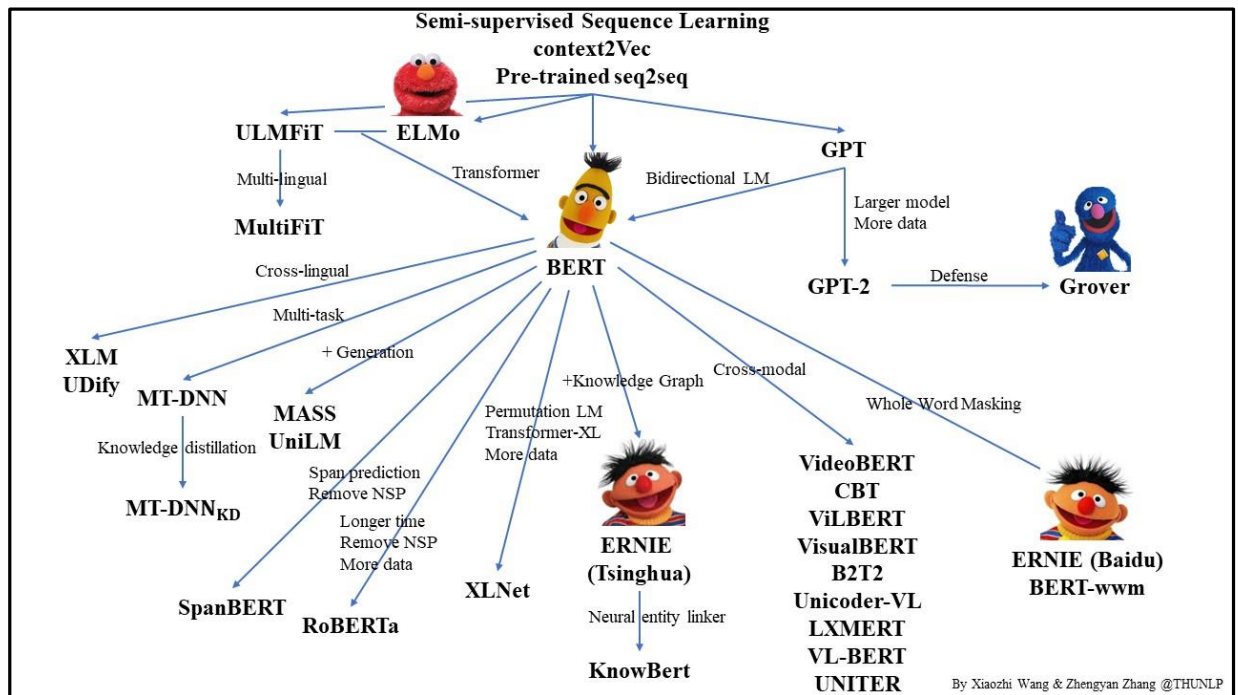 Semi-supervised Sequence Learning
context2Vec
Pre-trained seq2seq
ULMFiT
ELMo
GPT
Multi-lingual
Transformer
Bidirectional LM
Larger model
More data
MultiFiT
BERT
GPT-2
Defense
Grover
Cross-lingual
Multi-task
+ Generation
+Knowledge Graph
Cross-modal
Whole Word Masking
XLM
UDify
MT-DNN
MASS
UniLM
Knowledge distillation
MT-DNNKD
Permutation LM
Transformer-XL
More data
Span prediction
Remove NSP
Longer time
Remove NSP
More data
SpanBERT
RoBERTa
XLNet
ERNIE
(Tsinghua)
Neural entity linker
KnowBert
VideoBERT
CBT
ViLBERT
VisualBERT
B2T2
Unicoder-VL
LXMERT
VL-BERT
UNITER
ERNIE (Baidu)
BERT-wwm
By Xiaozhi Wang & Zhengyan Zhang @THUNLP